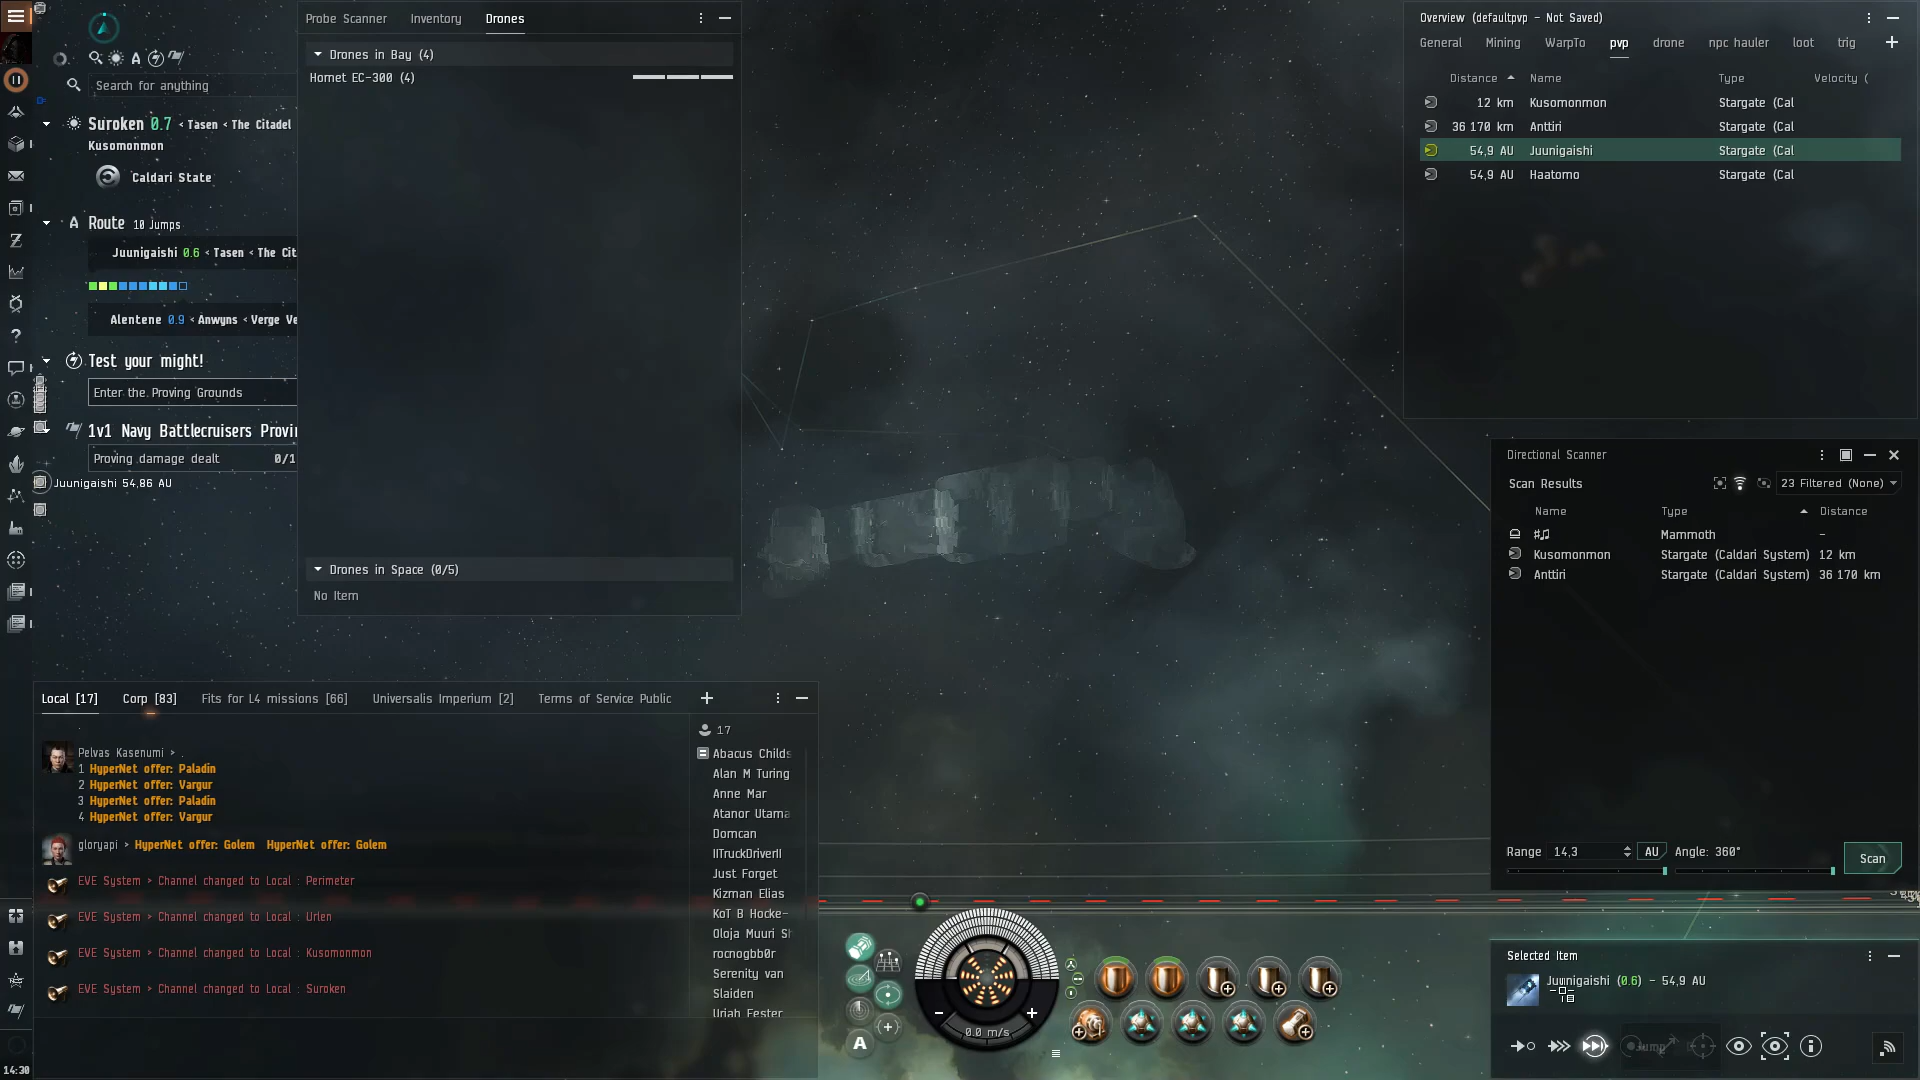 Search for anything
Suroken 0.7 < Tasen < The Citadel
Kusomonmon
Caldari State
Route 10 Jumps
Juunigaishi 0.6 < Tasen < The Cit
Alentene 0.9 < Anwyns < Verge Ve
Test your might!
Enter the Proving Grounds
1v1 Navy Battlecruisers Provin
Proving damage dealt 0/1
Juunigaishi 54,86 AU
Probe Scanner Inventory Drones
Drones in Bay (4)
Hornet EC-300 (4)
Drones in Space (0/5)
No Item
Overview (defaultpvp - Not Saved)
General Mining WarpTo pvp drone npc hauler loot trig
Distance Name Type Velocity (
12 km Kusomonmon Stargate (Cal
36 170 km Anttiri Stargate (Cal
54,9 AU Juunigaishi Stargate (Cal
54,9 AU Haatomo Stargate (Cal
Directional Scanner
Scan Results 23 Filtered (None)
Name Type Distance
♯♫ Mammoth -
Kusomonmon Stargate (Caldari System) 12 km
Anttiri Stargate (Caldari System) 36 170 km
Range 14,3 AU Angle: 360° Scan
Local [17] Corp [83] Fits for L4 missions [66] Universalis Imperium [2] Terms of Service Public
Pelvas Kasenumi > .
1 HyperNet offer: Paladin
2 HyperNet offer: Vargur
3 HyperNet offer: Paladin
4 HyperNet offer: Vargur
gloryapi > HyperNet offer: Golem HyperNet offer: Golem
EVE System > Channel changed to Local : Perimeter
EVE System > Channel changed to Local : Urlen
EVE System > Channel changed to Local : Kusomonmon
EVE System > Channel changed to Local : Suroken
17
Abacus Childs
Alan M Turing
Anne Mar
Atanor Utama
Domcan
IITruckDriverII
Just Forget
Kizman Elias
KoT B Hocke-
Oloja Muuri Sh
rocnogbb0r
Serenity van
Slaiden
Uriah Fester
0.0 m/s
A
Selected Item
Juunigaishi (0.6) - 54,9 AU
Jump
14:30